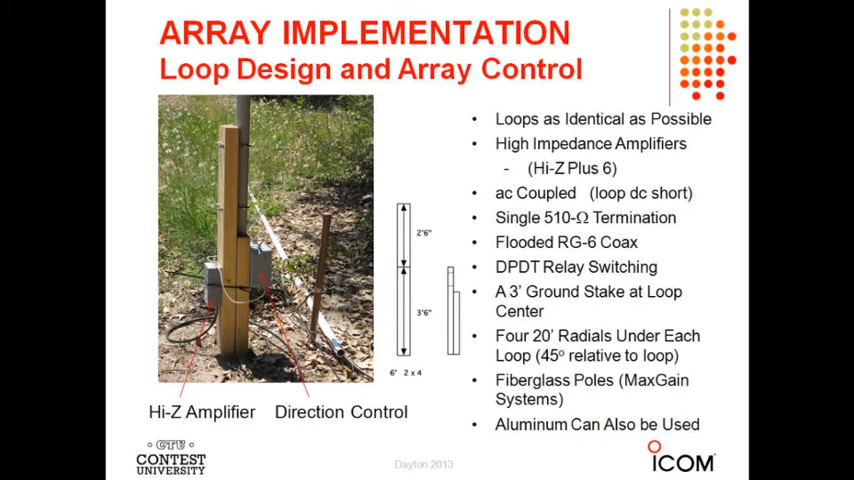 ARRAY IMPLEMENTATION
Loop Design and Array Control
• Loops as Identical as Possible
• High Impedance Amplifiers
- (Hi-Z Plus 6)
• ac Coupled (loop dc short)
• Single 510-Ω Termination
• Flooded RG-6 Coax
• DPDT Relay Switching
• A 3' Ground Stake at Loop
Center
• Four 20' Radials Under Each
Loop (45º relative to loop)
• Fiberglass Poles (MaxGain
Systems)
• Aluminum Can Also be Used
2'6"
3'6"
6' 2 x 4
Hi-Z Amplifier
Direction Control
CTU
CONTEST
UNIVERSITY
Dayton 2013
ICOM